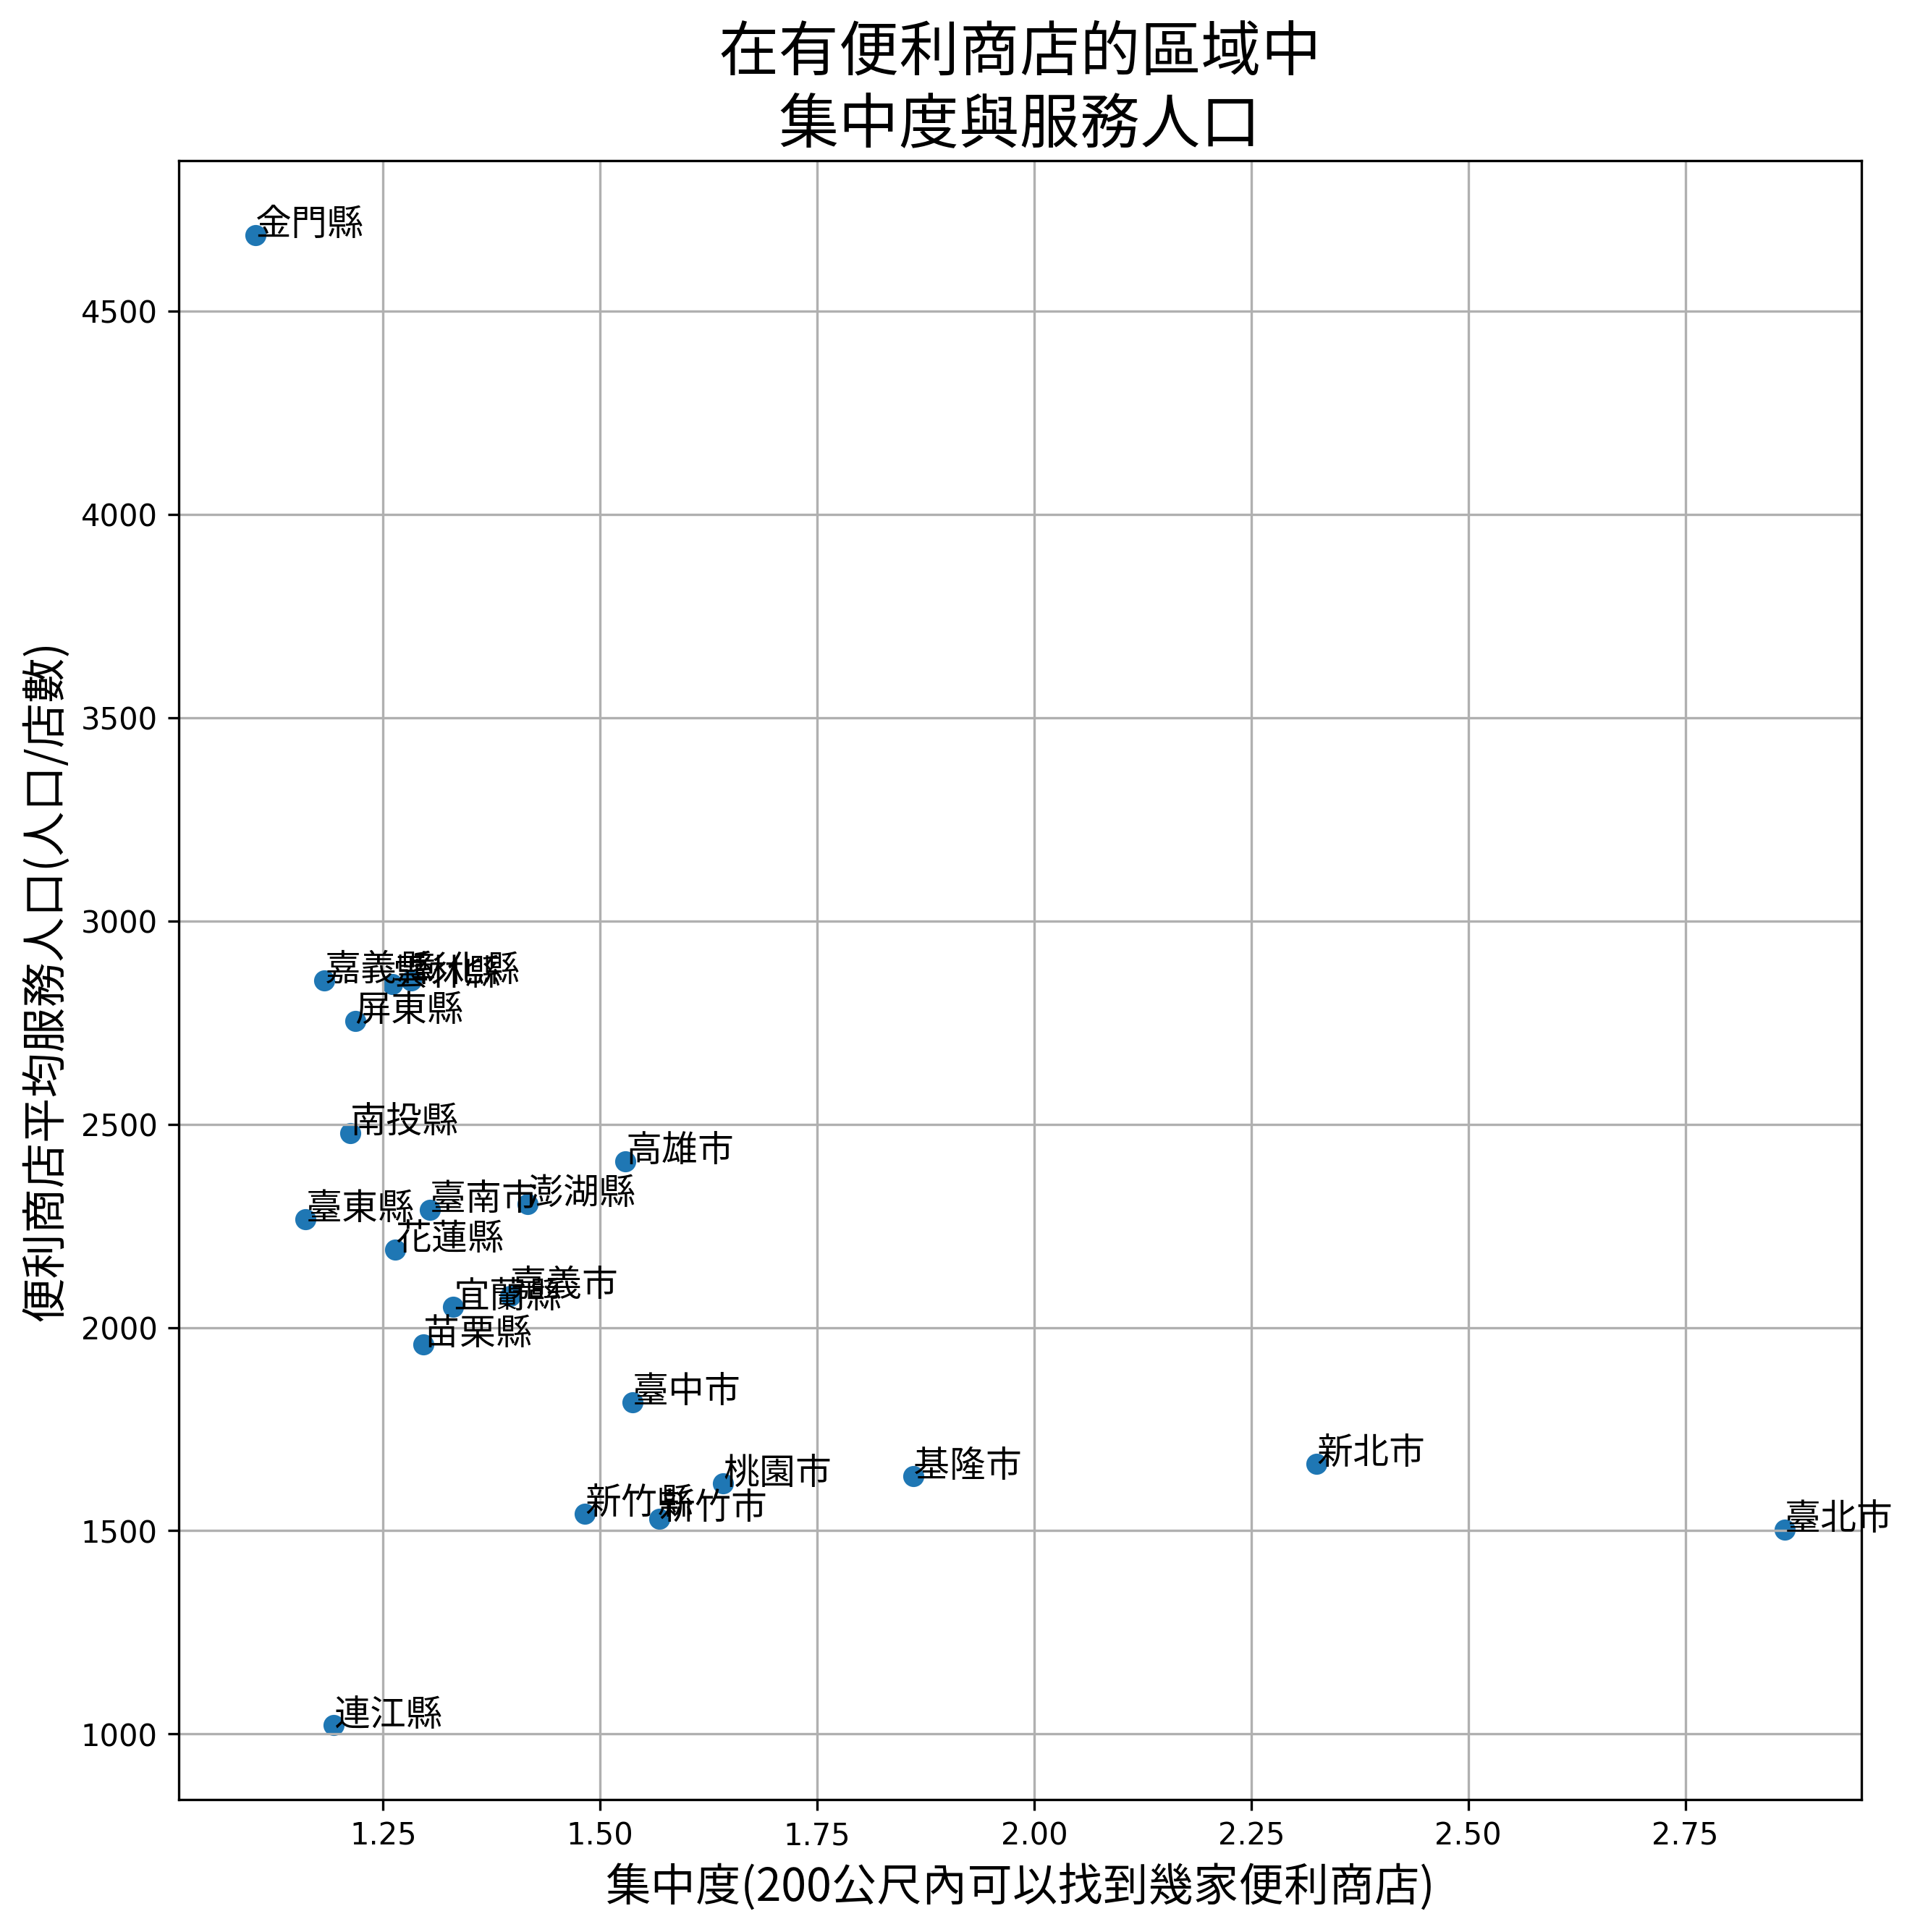 在有便利商店的區域中
集中度與服務人口
金門縣
4500
4000
3500
3000
2500
2000
1500
1000
便利商店平均服務人口(人口/店數)
嘉義縣
雲林縣
彰化縣
屏東縣
南投縣
高雄市
臺東縣
臺南市
澎湖縣
花蓮縣
宜蘭縣
嘉義市
苗栗縣
臺中市
新竹縣
新竹市
桃園市
基隆市
新北市
臺北市
連江縣
1.25
1.50
1.75
2.00
2.25
2.50
2.75
集中度(200公尺內可以找到幾家便利商店)